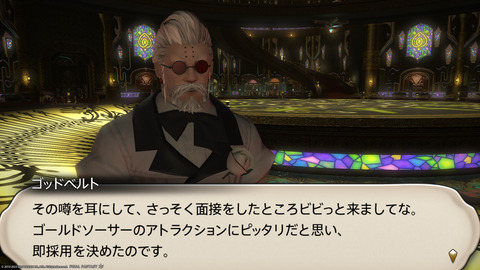 ゴッドベルト
その噂を耳にして、さっそく面接をしたところビビっと来ましてな。
ゴールドソーサーのアトラクションにピッタリだと思い、
即採用を決めたのです。